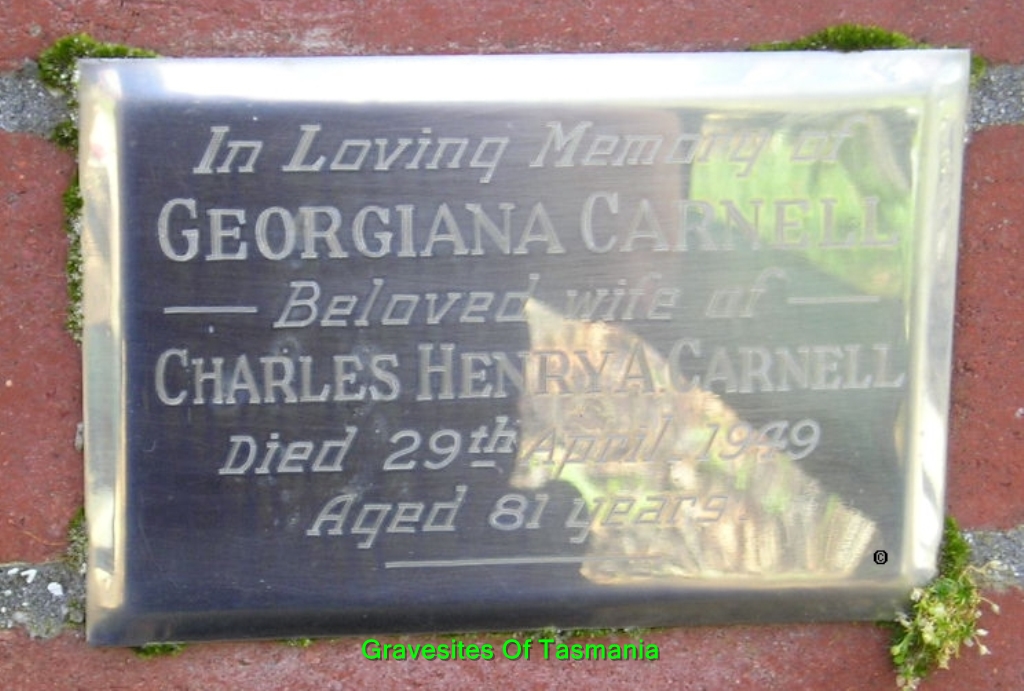 In Loving Memory of
GEORGIANA CARNELL
— Beloved wife of —
CHARLES HENRY A. CARNELL
Died 29th April 1949
Aged 81 years.
©
Gravesites Of Tasmania